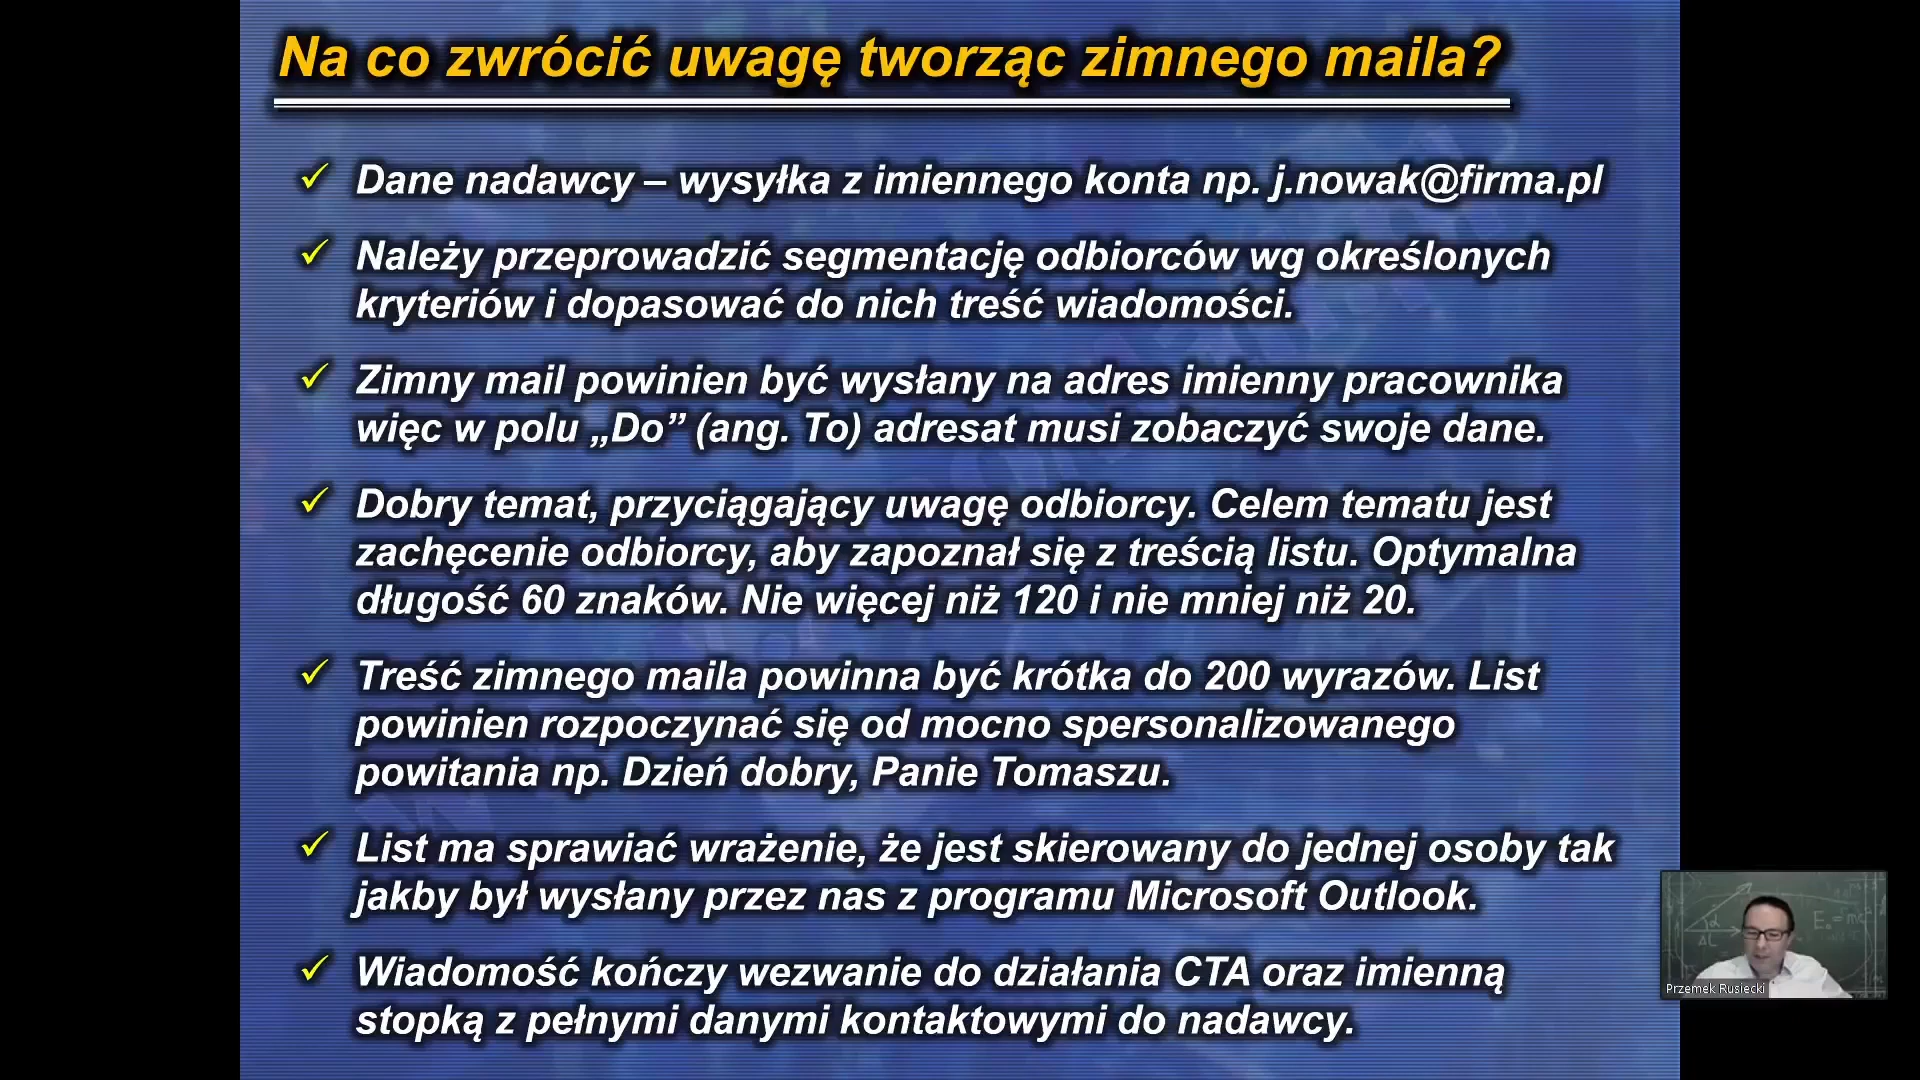 Na co zwrócić uwagę tworząc zimnego maila?
✓ Dane nadawcy – wysyłka z imiennego konta np. j.nowak@firma.pl
✓ Należy przeprowadzić segmentację odbiorców wg określonych
kryteriów i dopasować do nich treść wiadomości.
✓ Zimny mail powinien być wysłany na adres imienny pracownika
więc w polu „Do” (ang. To) adresat musi zobaczyć swoje dane.
✓ Dobry temat, przyciągający uwagę odbiorcy. Celem tematu jest
zachęcenie odbiorcy, aby zapoznał się z treścią listu. Optymalna
długość 60 znaków. Nie więcej niż 120 i nie mniej niż 20.
✓ Treść zimnego maila powinna być krótka do 200 wyrazów. List
powinien rozpoczynać się od mocno spersonalizowanego
powitania np. Dzień dobry, Panie Tomaszu.
✓ List ma sprawiać wrażenie, że jest skierowany do jednej osoby tak
jakby był wysłany przez nas z programu Microsoft Outlook.
✓ Wiadomość kończy wezwanie do działania CTA oraz imienną
stopką z pełnymi danymi kontaktowymi do nadawcy.
Przemek Rusiecki